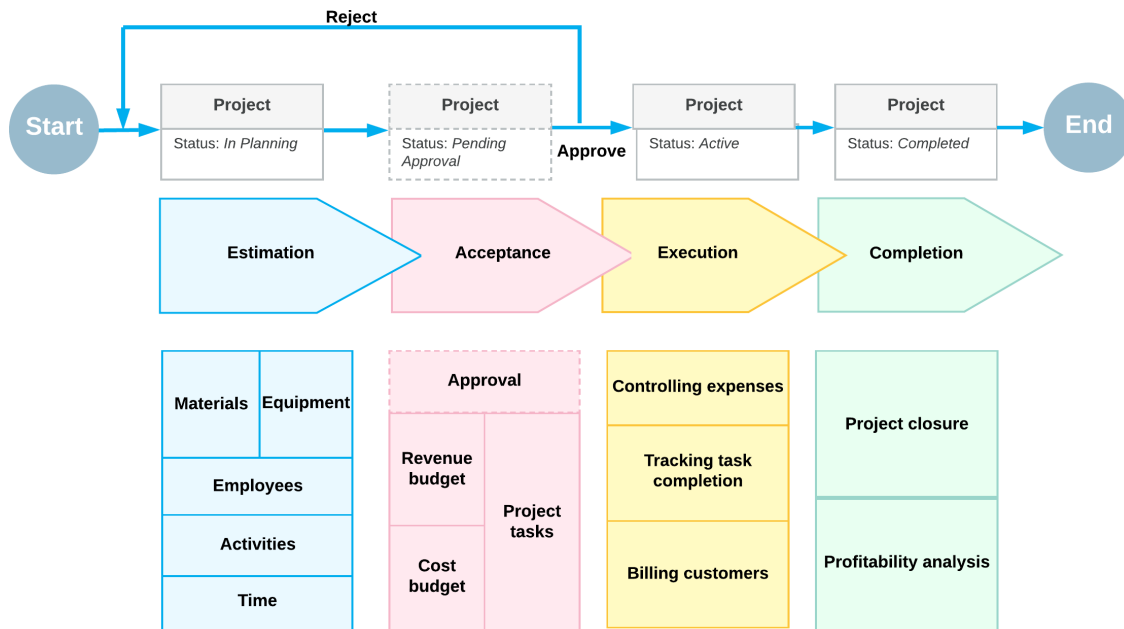 Reject
Start
Project
Status: In Planning
Project
Status: Pending
Approval
Approve
Project
Status: Active
Project
Status: Completed
End
Estimation
Acceptance
Execution
Completion
Materials
Equipment
Employees
Activities
Time
Approval
Revenue
budget
Cost
budget
Project
tasks
Controlling expenses
Tracking task
completion
Billing customers
Project closure
Profitability analysis